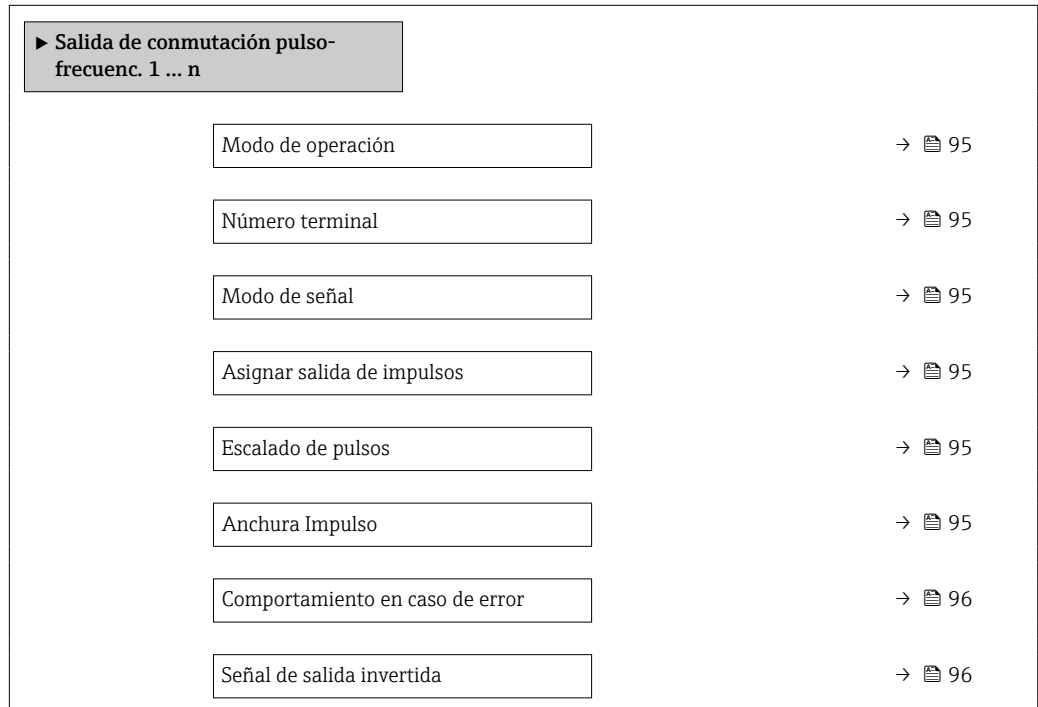 ▶ Salida de conmutación pulso-
frecuenc. 1 … n
Modo de operación → 95
Número terminal → 95
Modo de señal → 95
Asignar salida de impulsos → 95
Escalado de pulsos → 95
Anchura Impulso → 95
Comportamiento en caso de error → 96
Señal de salida invertida → 96